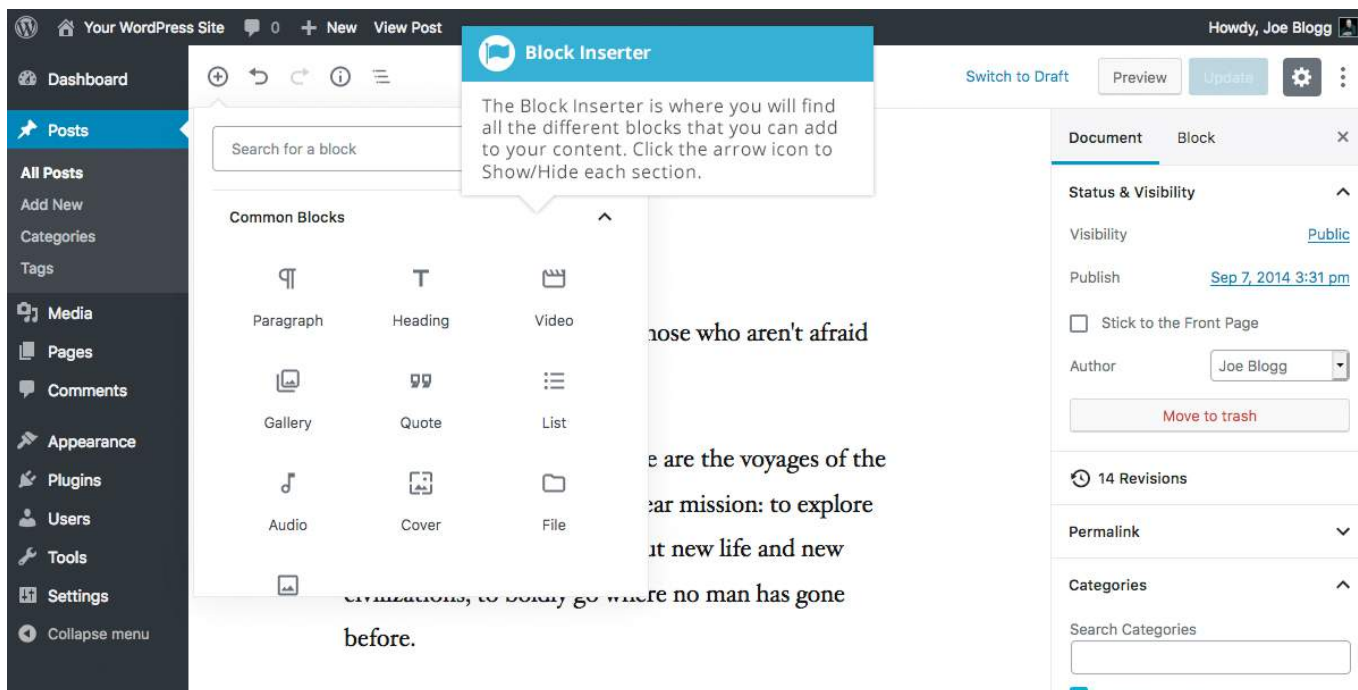 Your WordPress Site 0 New View Post Howdy, Joe Blogg
Dashboard
Posts
All Posts
Add New
Categories
Tags
Media
Pages
Comments
Appearance
Plugins
Users
Tools
Settings
Collapse menu
Switch to Draft Preview Update
Block Inserter
The Block Inserter is where you will find
all the different blocks that you can add
to your content. Click the arrow icon to
Show/Hide each section.
Search for a block
Common Blocks
Paragraph Heading Video
Gallery Quote List
Audio Cover File
who aren't afraid
are the voyages of the
mission: to explore
new life and new
civilizations, to boldly go where no man has gone
before.
Document Block
Status & Visibility
Visibility Public
Publish Sep 7, 2014 3:31 pm
Stick to the Front Page
Author Joe Blogg
Move to trash
14 Revisions
Permalink
Categories
Search Categories